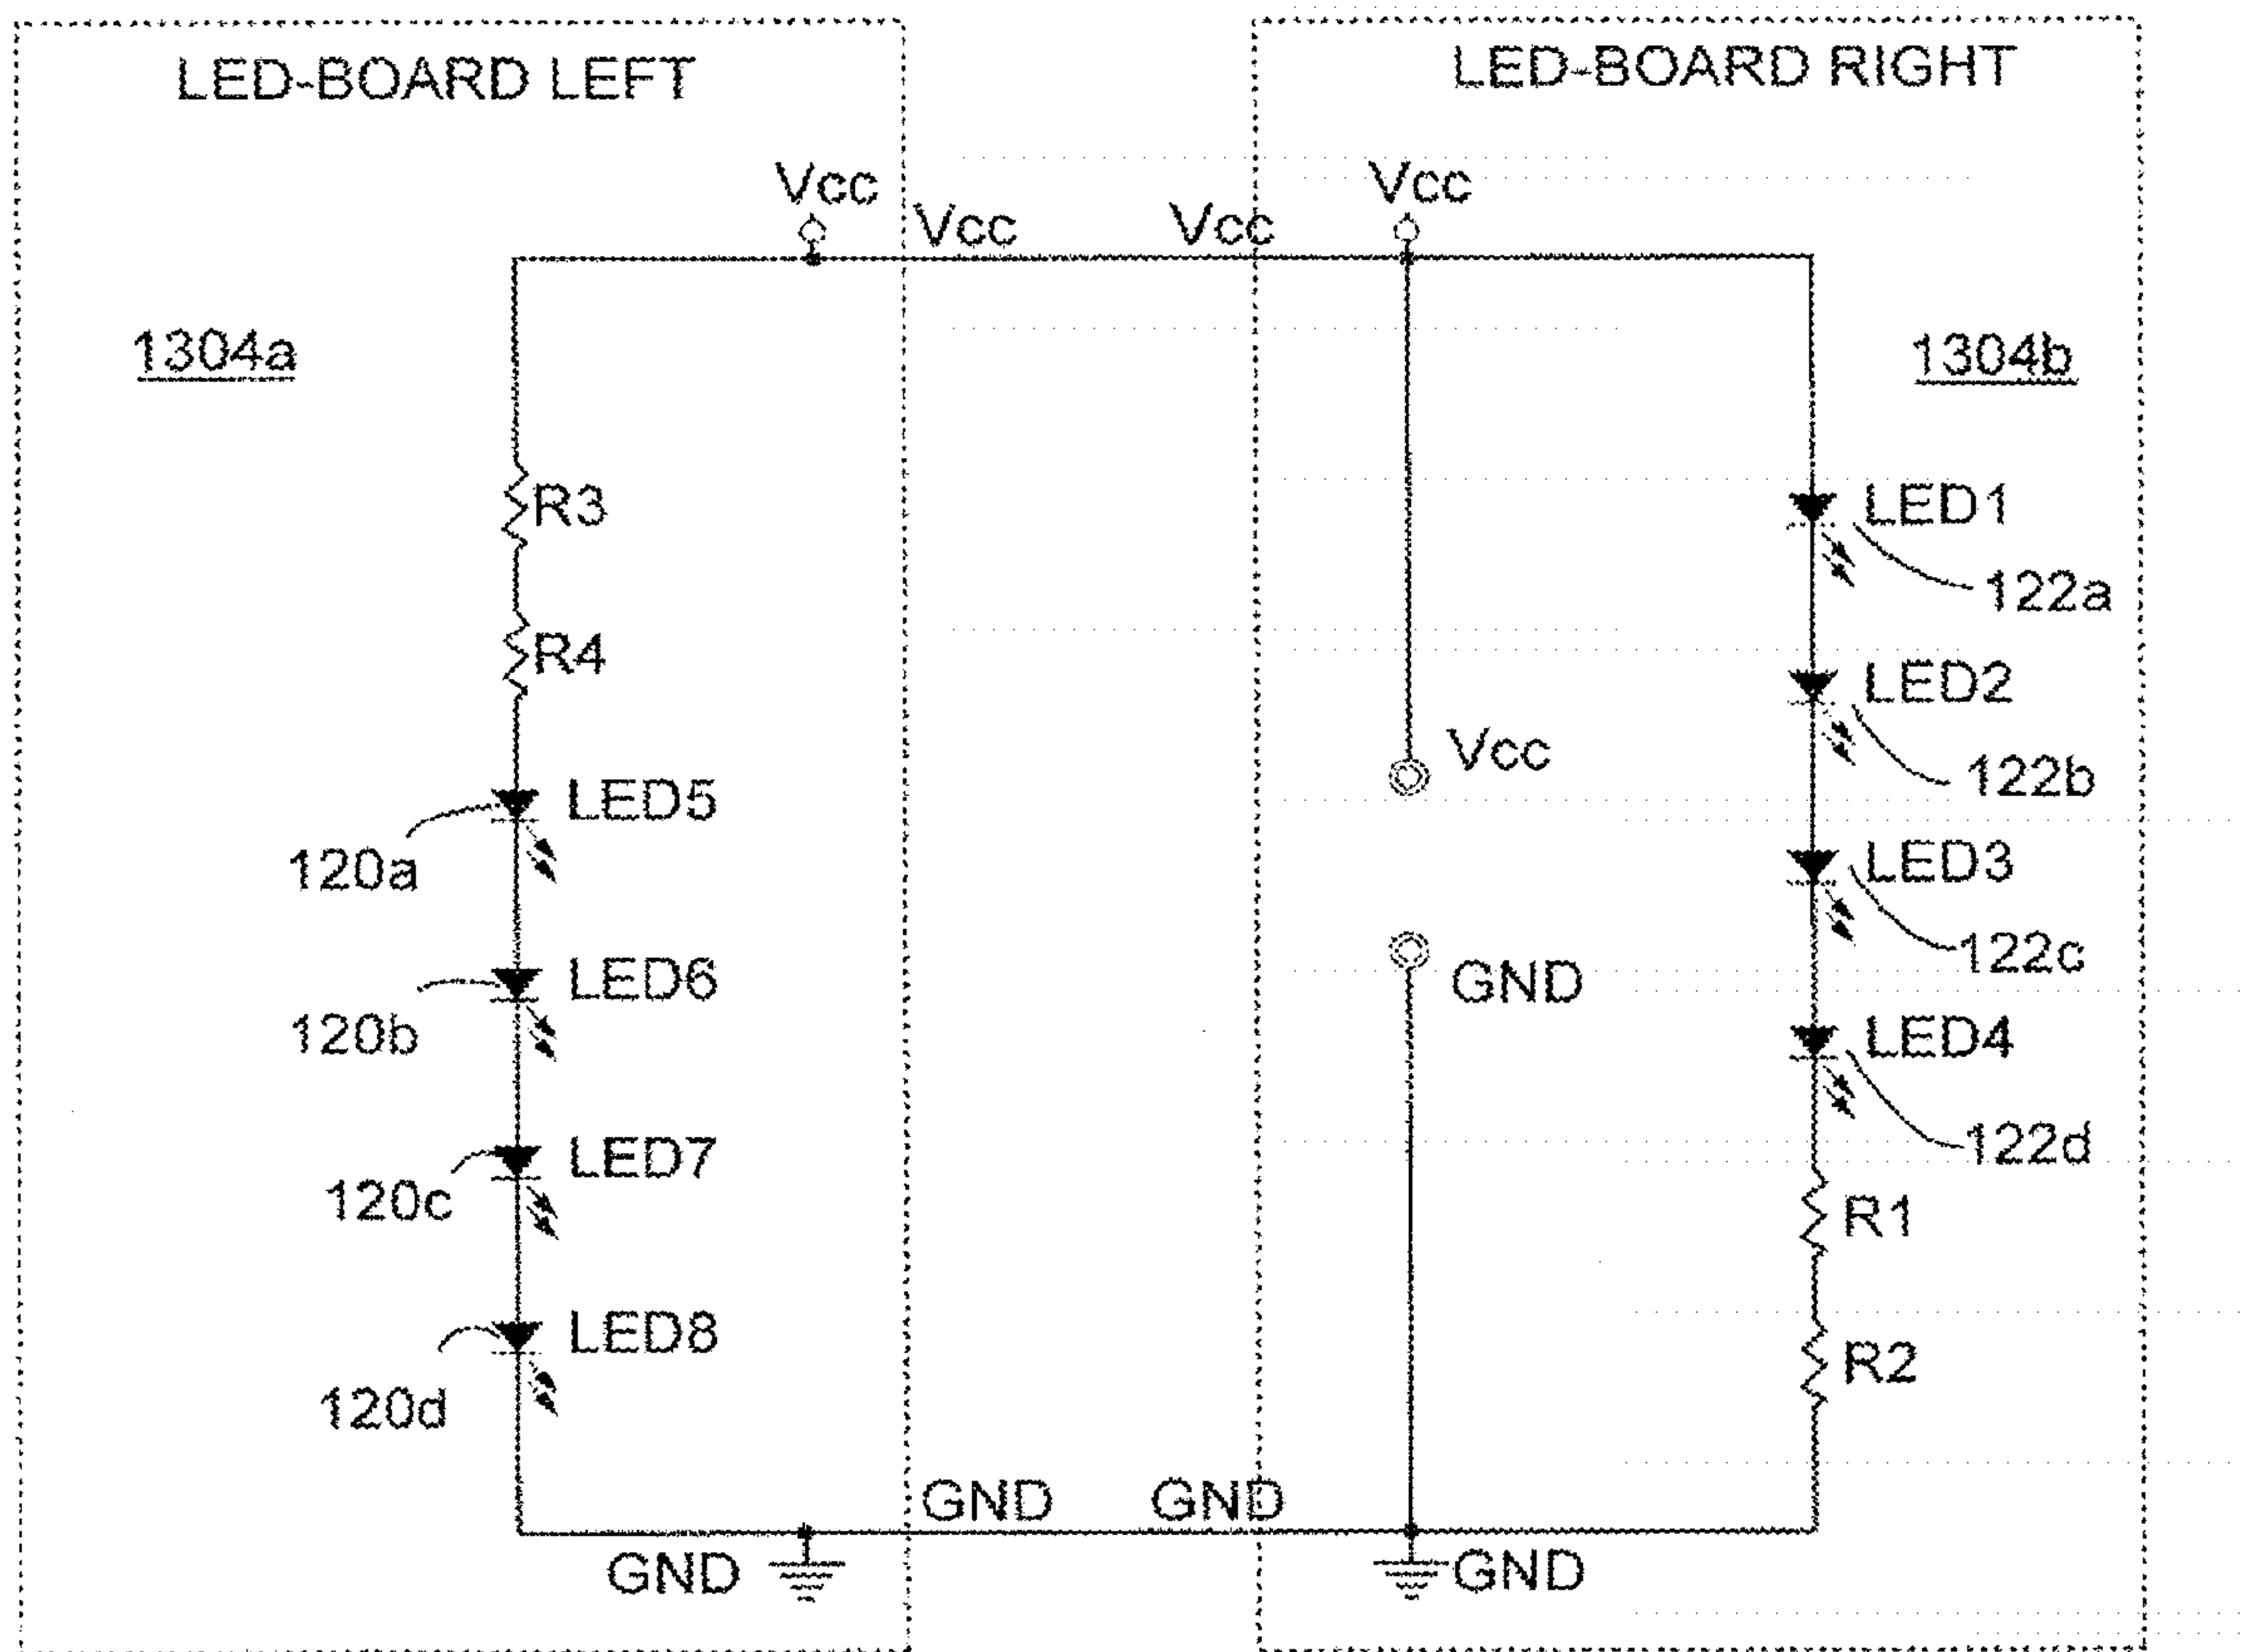 LED-BOARD LEFT
LED-BOARD RIGHT
Vcc
Vcc
Vcc
Vcc
1304a
1304b
R3
R4
LED5
120a
LED6
120b
LED7
120c
LED8
120d
GND
GND
GND
Vcc
GND
LED1
122a
LED2
122b
LED3
122c
LED4
122d
R1
R2
GND